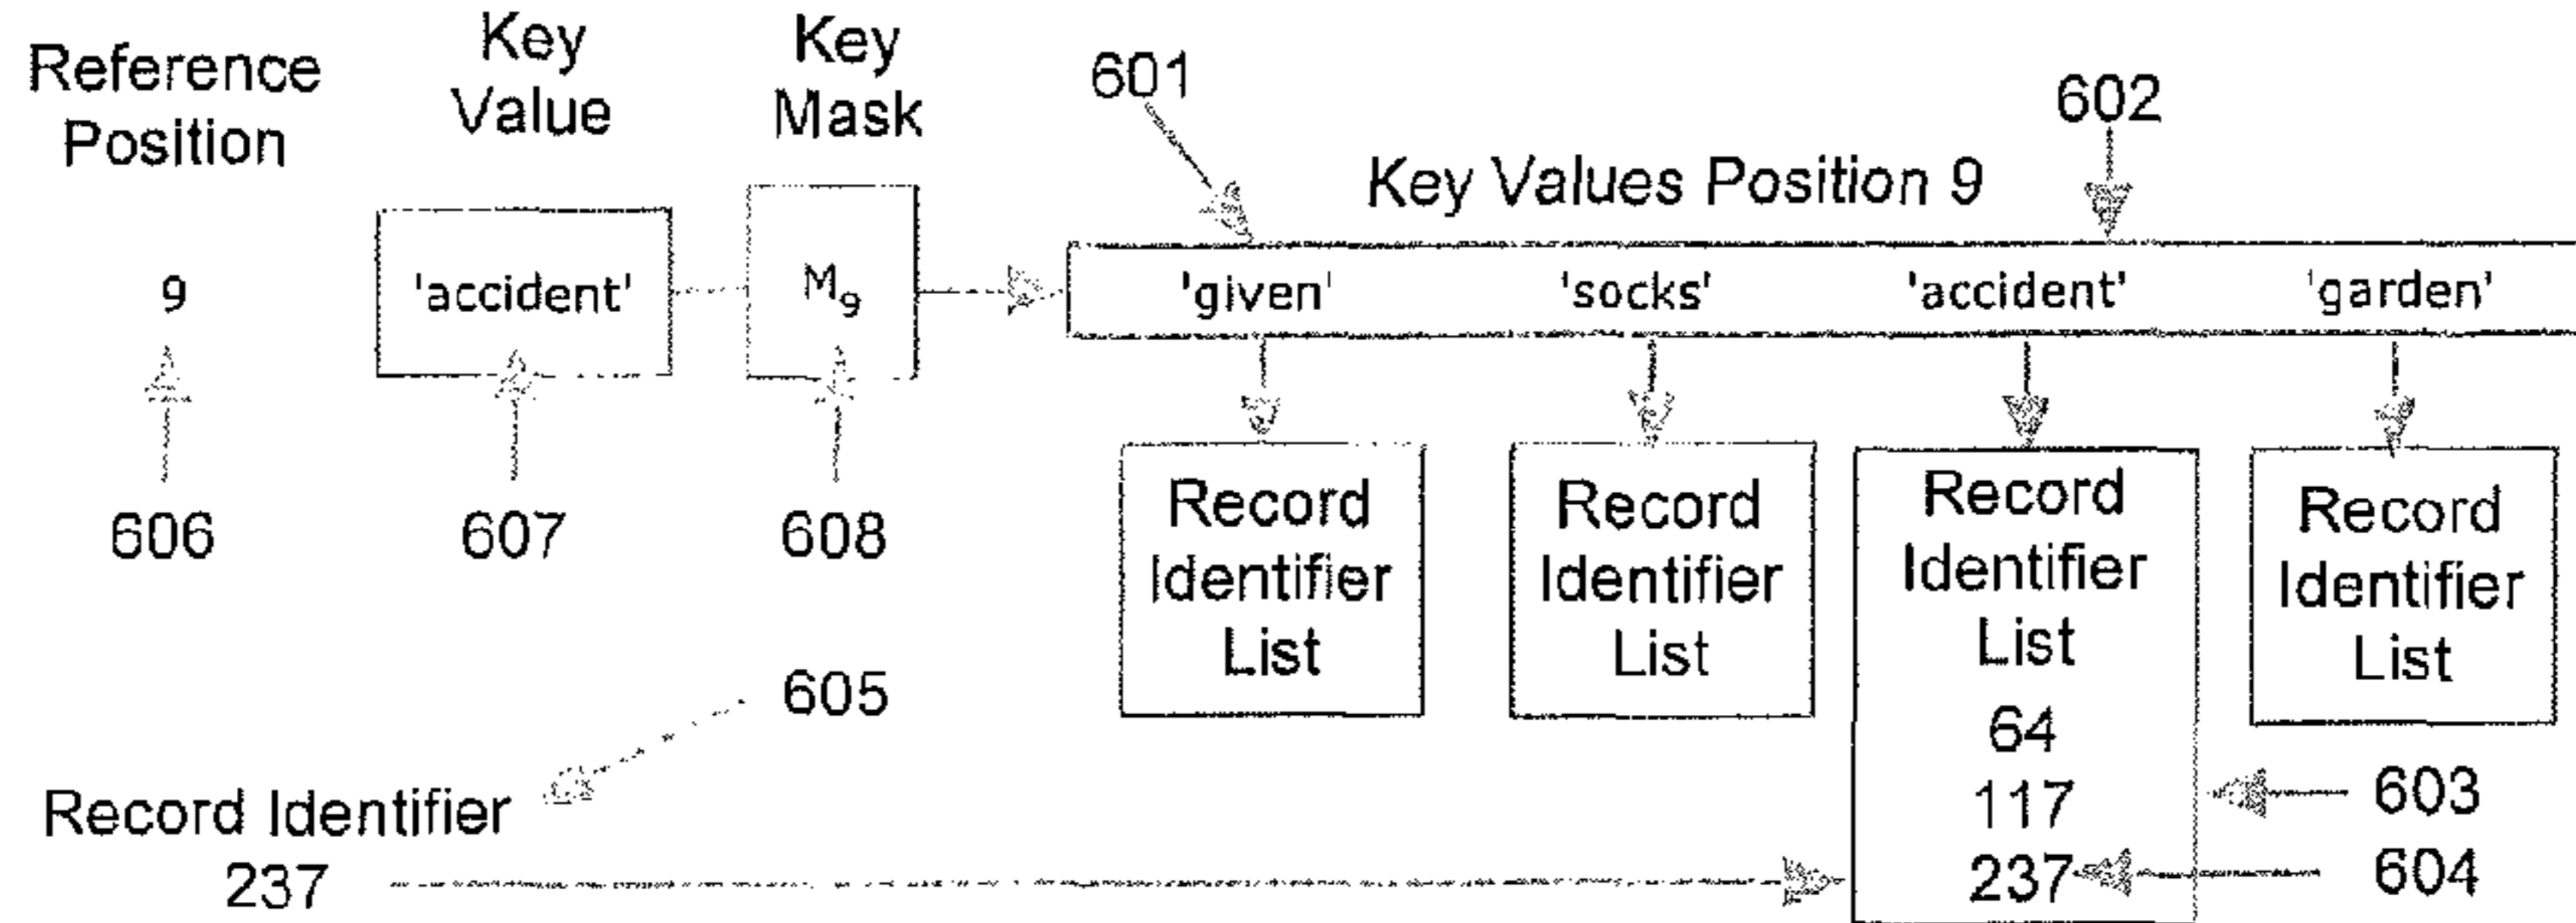 Reference
Position
Key
Value
Key
Mask
601
602
Key Values Position 9
9
'accident'
M9
'given' 'socks' 'accident' 'garden'
606
607
608
Record
Identifier
List
Record
Identifier
List
Record
Identifier
List
64
117
237
Record
Identifier
List
605
603
604
Record Identifier
237